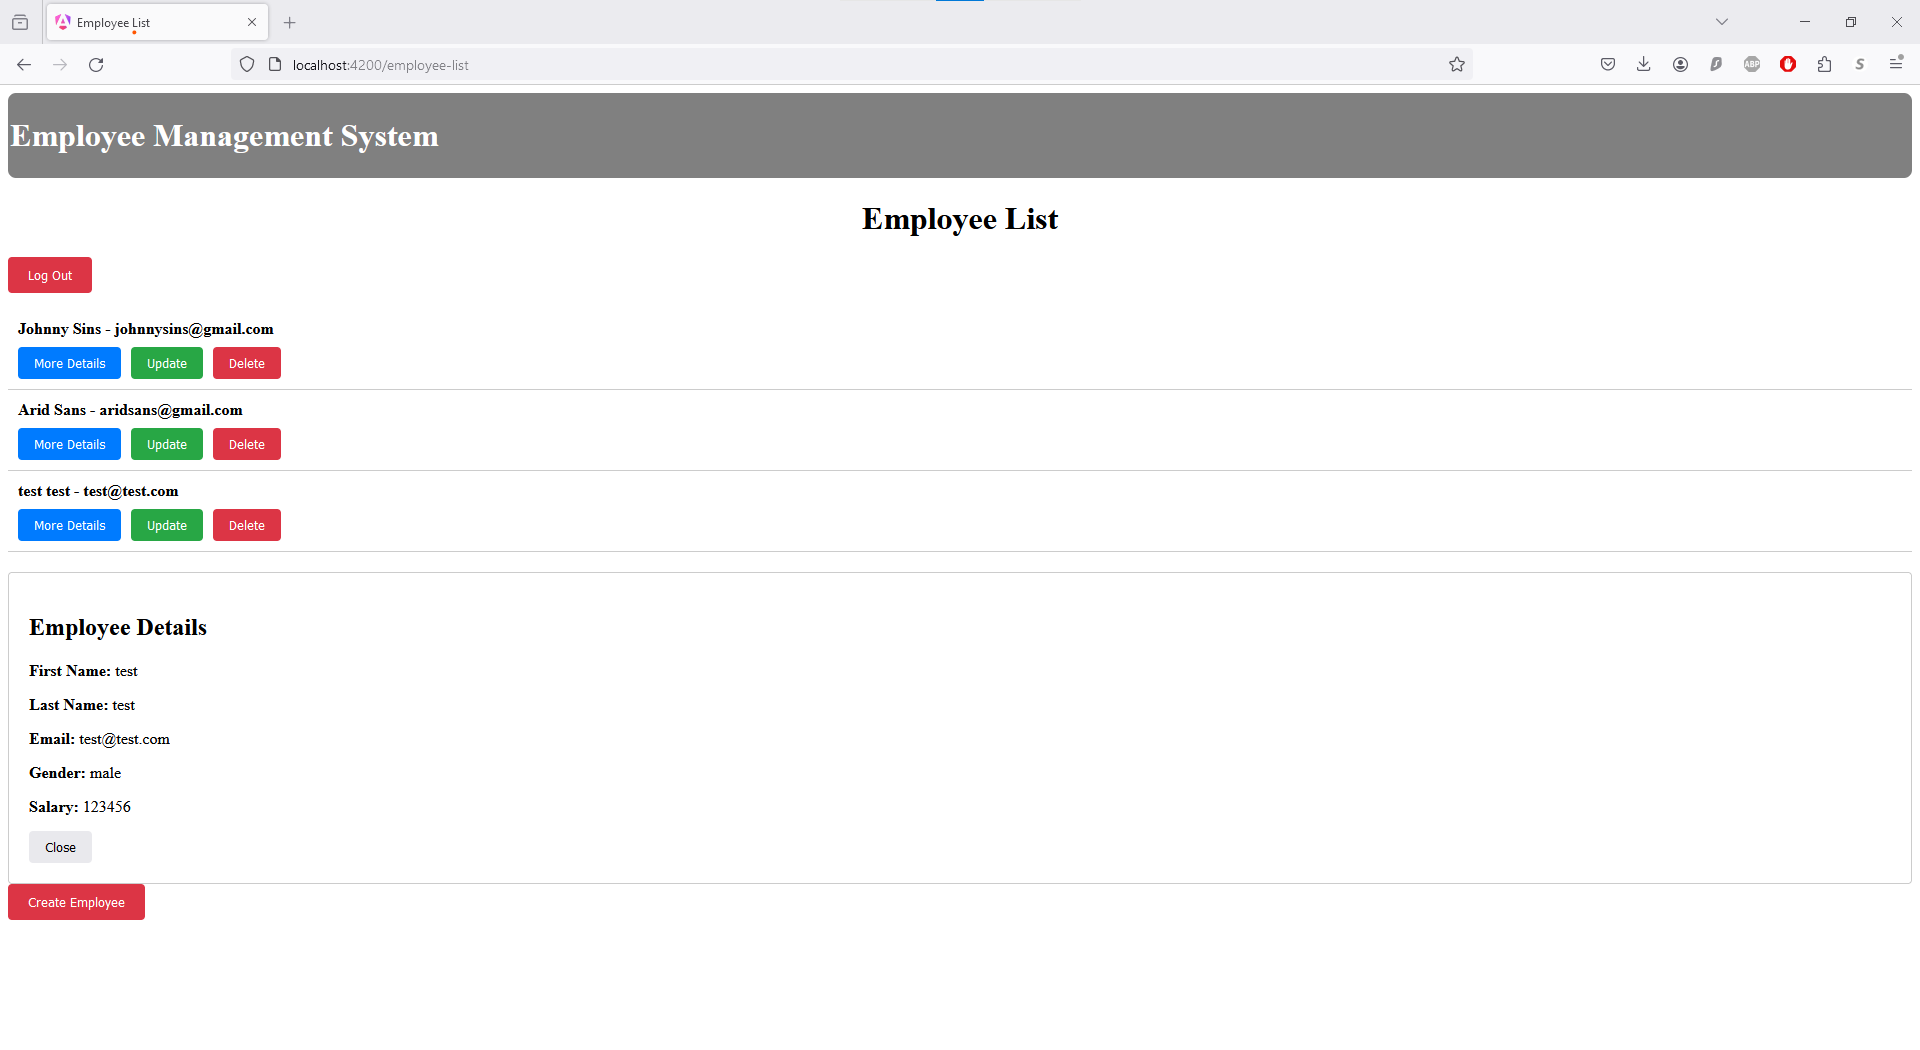 Employee List
localhost:4200/employee-list
ABP
S
Employee Management System
Employee List
Log Out
Johnny Sins - johnnysins@gmail.com
More Details Update Delete
Arid Sans - aridsans@gmail.com
More Details Update Delete
test test - test@test.com
More Details Update Delete
Employee Details
First Name: test
Last Name: test
Email: test@test.com
Gender: male
Salary: 123456
Close
Create Employee